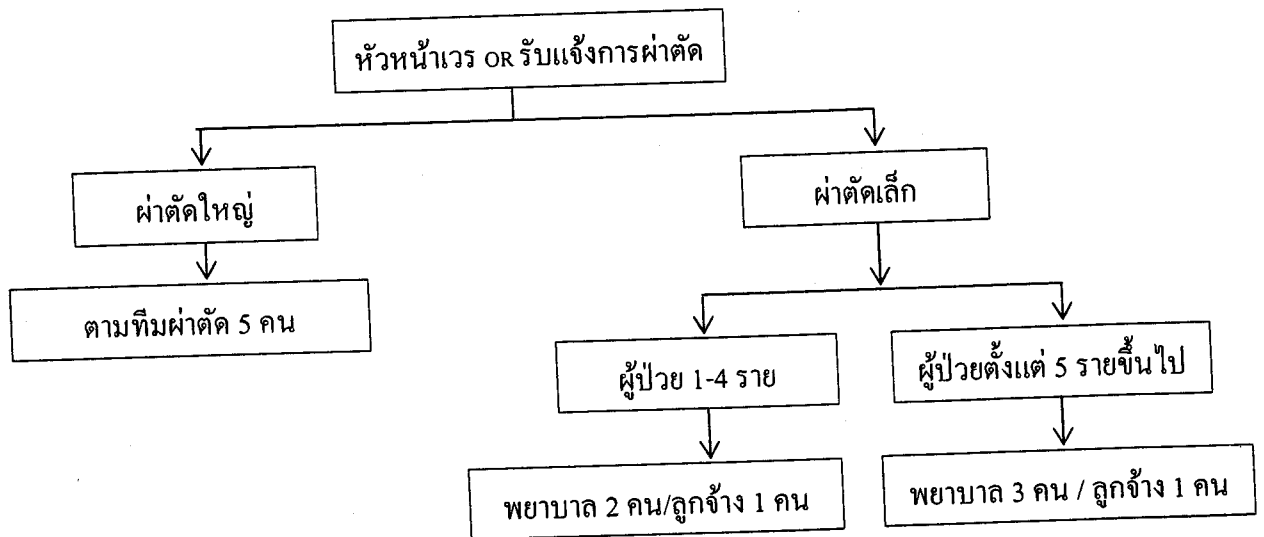 หัวหน้าเวร OR รับแจ้งการผ่าตัด
ผ่าตัดใหญ่
ผ่าตัดเล็ก
ตามทีมผ่าตัด 5 คน
ผู้ป่วย 1-4 ราย
ผู้ป่วยตั้งแต่ 5 รายขึ้นไป
พยาบาล 2 คน/ลูกจ้าง 1 คน
พยาบาล 3 คน / ลูกจ้าง 1 คน